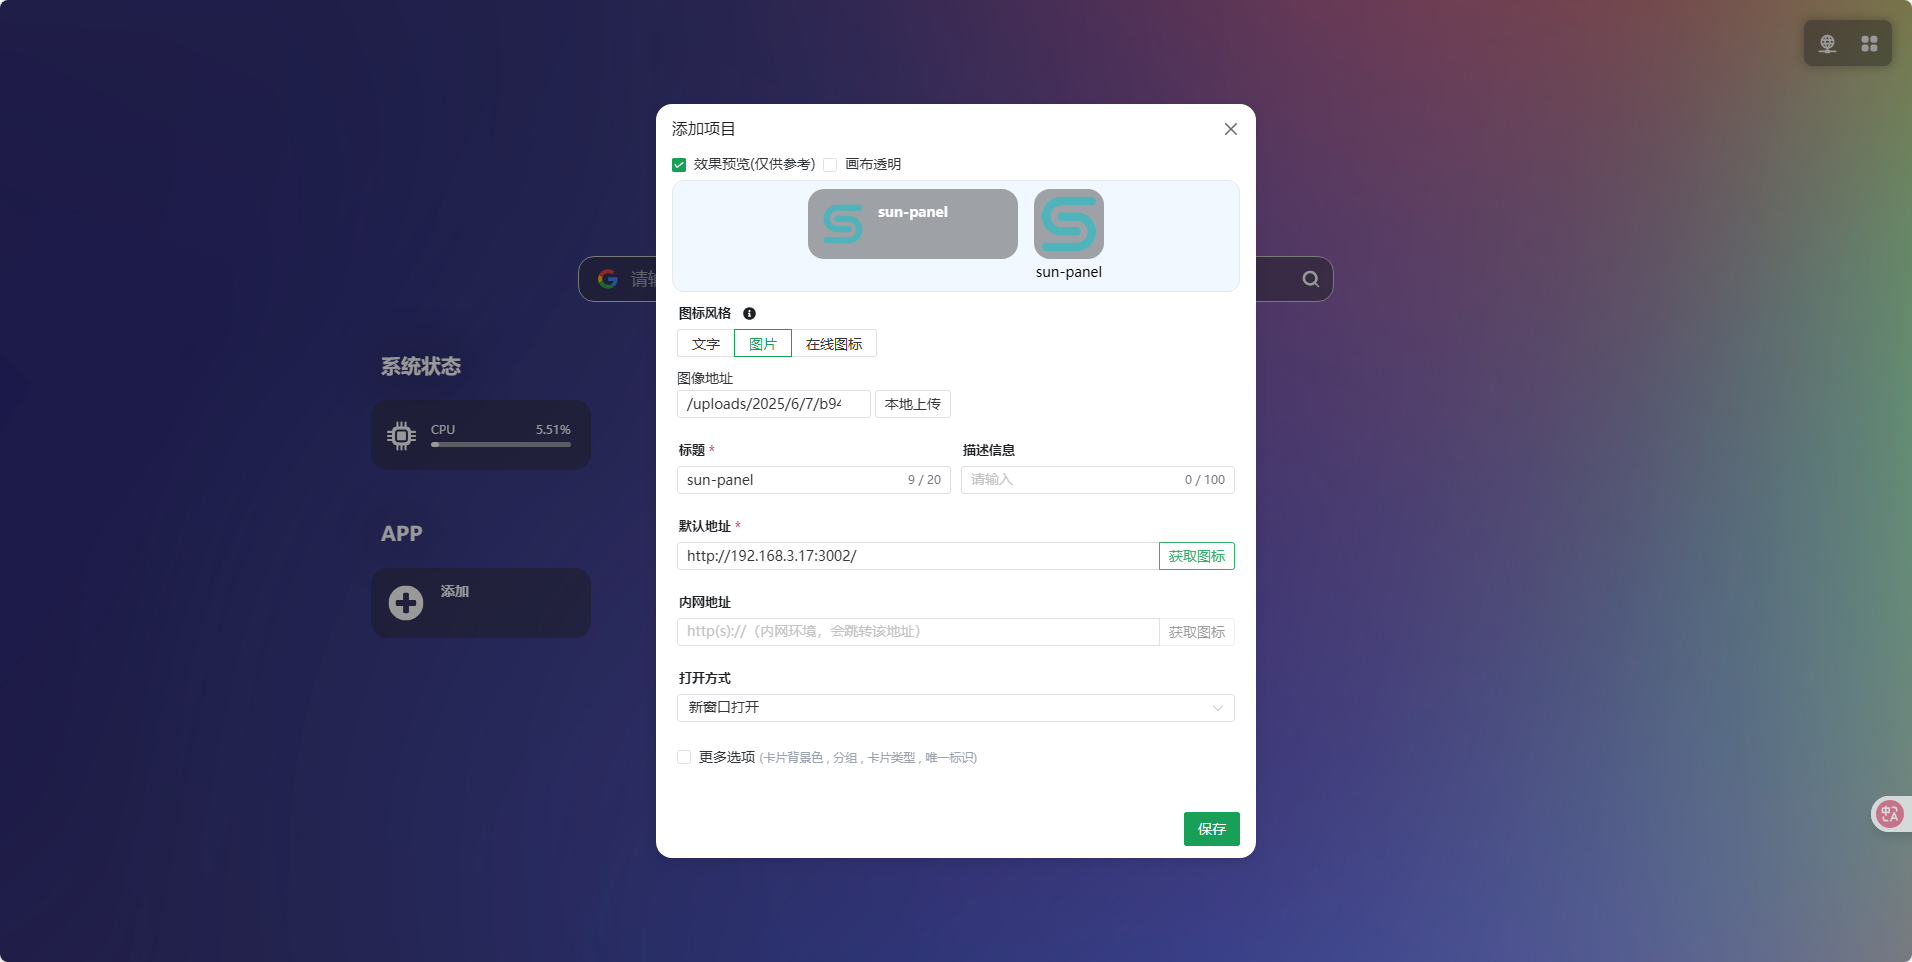 添加项目
效果预览(仅供参考) 画布透明
sun-panel
sun-panel
请输
图标风格
文字 图片 在线图标
图像地址
/uploads/2025/6/7/b94 本地上传
标题 * 描述信息
sun-panel 9 / 20 请输入 0 / 100
默认地址 *
http://192.168.3.17:3002/ 获取图标
内网地址
http(s)://（内网环境，会跳转该地址） 获取图标
打开方式
新窗口打开
更多选项 (卡片背景色 , 分组 , 卡片类型 , 唯一标识)
保存
系统状态
CPU 5.51%
APP
添加
中 A